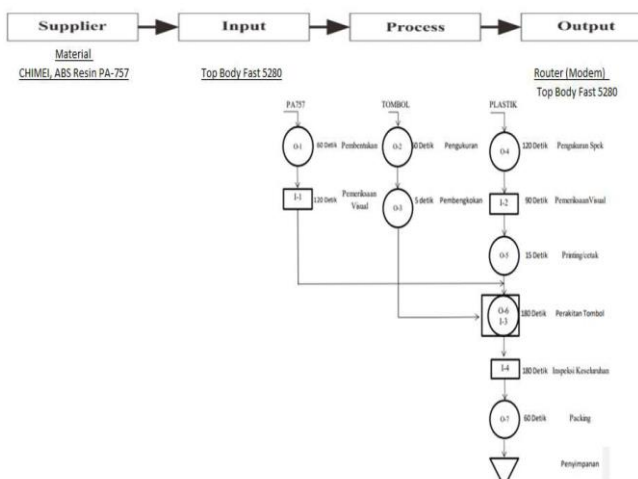 Supplier
Input
Process
Output
Material
CHIMEI, ABS Resin PA-757
Top Body Fast 5280
Router (Modem)
Top Body Fast 5280
PA757
TOMBOL
PLASTIK
O-1
60 Detik Pembentukan
O-2
60 Detik Pengukuran
O-4
120 Detik Pengukuran Spek
I-1
120 Detik Pemeriksaan Visual
O-3
5 detik Pembengkokan
I-2
90 Detik Pemeriksaan Visual
O-5
15 Detik Printing/cetak
O-6
I-3
180 Detik Perakitan Tombol
I-4
180 Detik Inspeksi Keseluruhan
O-7
60 Detik Packing
Penyimpanan